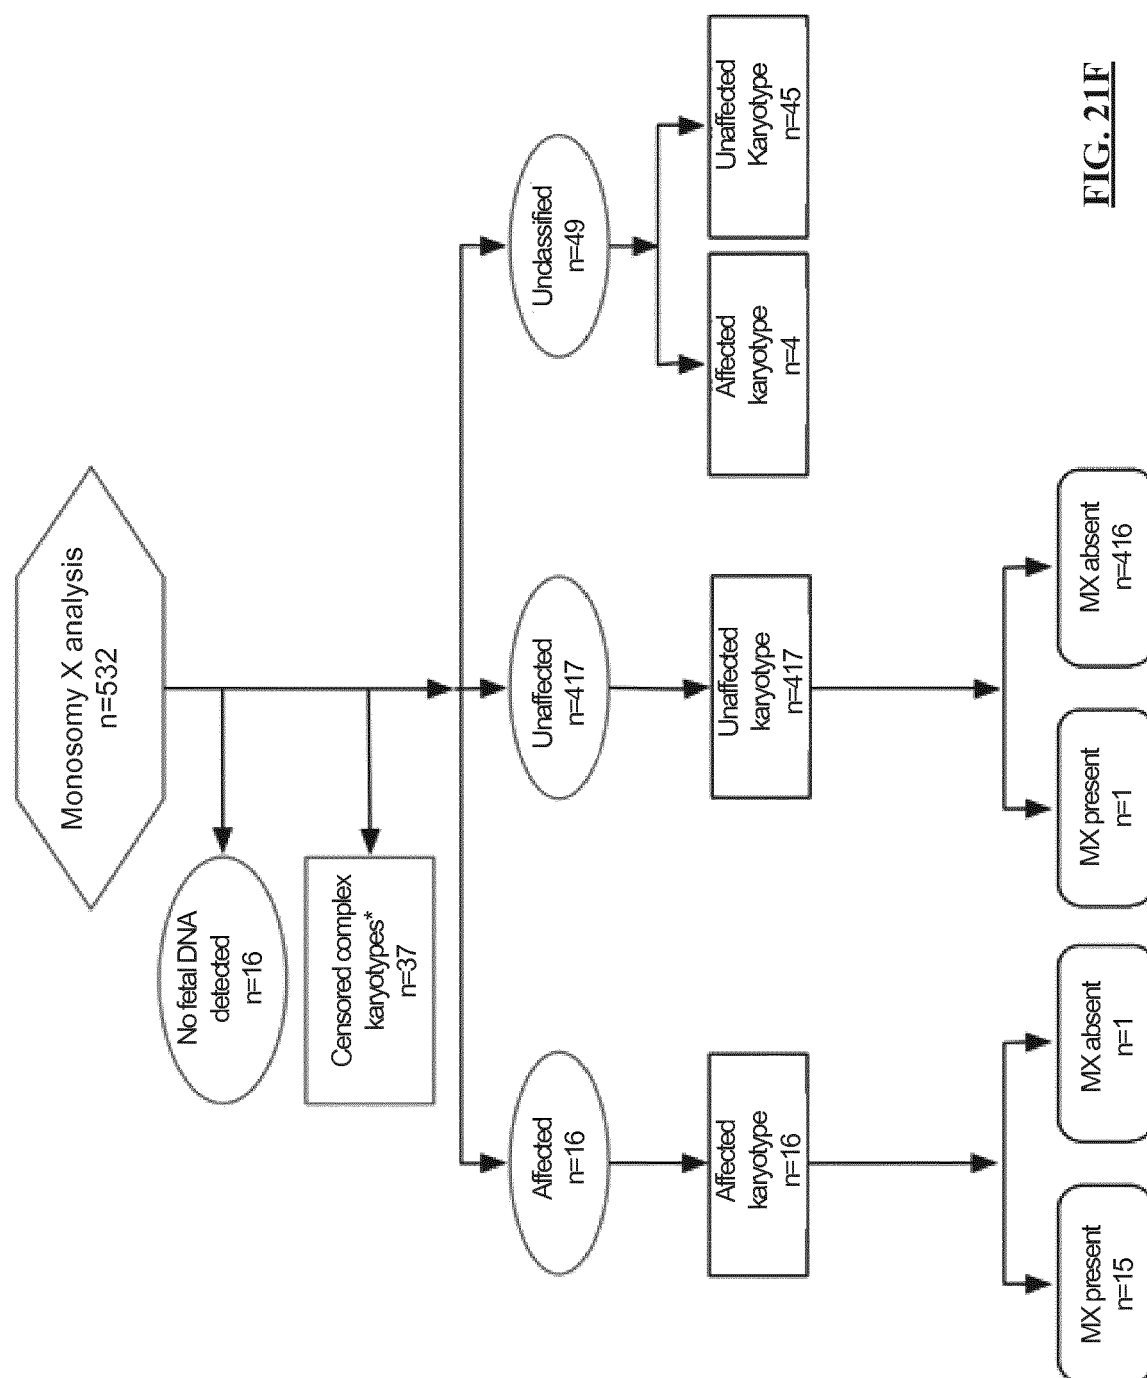 Monosomy X analysis
n=532
No fetal DNA
detected
n=16
Censored complex
karyotypes*
n=37
Affected
n=16
Unaffected
n=417
Unclassified
n=49
Affected
karyotype
n=16
Unaffected
karyotype
n=417
Affected
karyotype
n=4
Unaffected
Karyotype
n=45
MX present
n=15
MX absent
n=1
MX present
n=1
MX absent
n=416
FIG. 21F